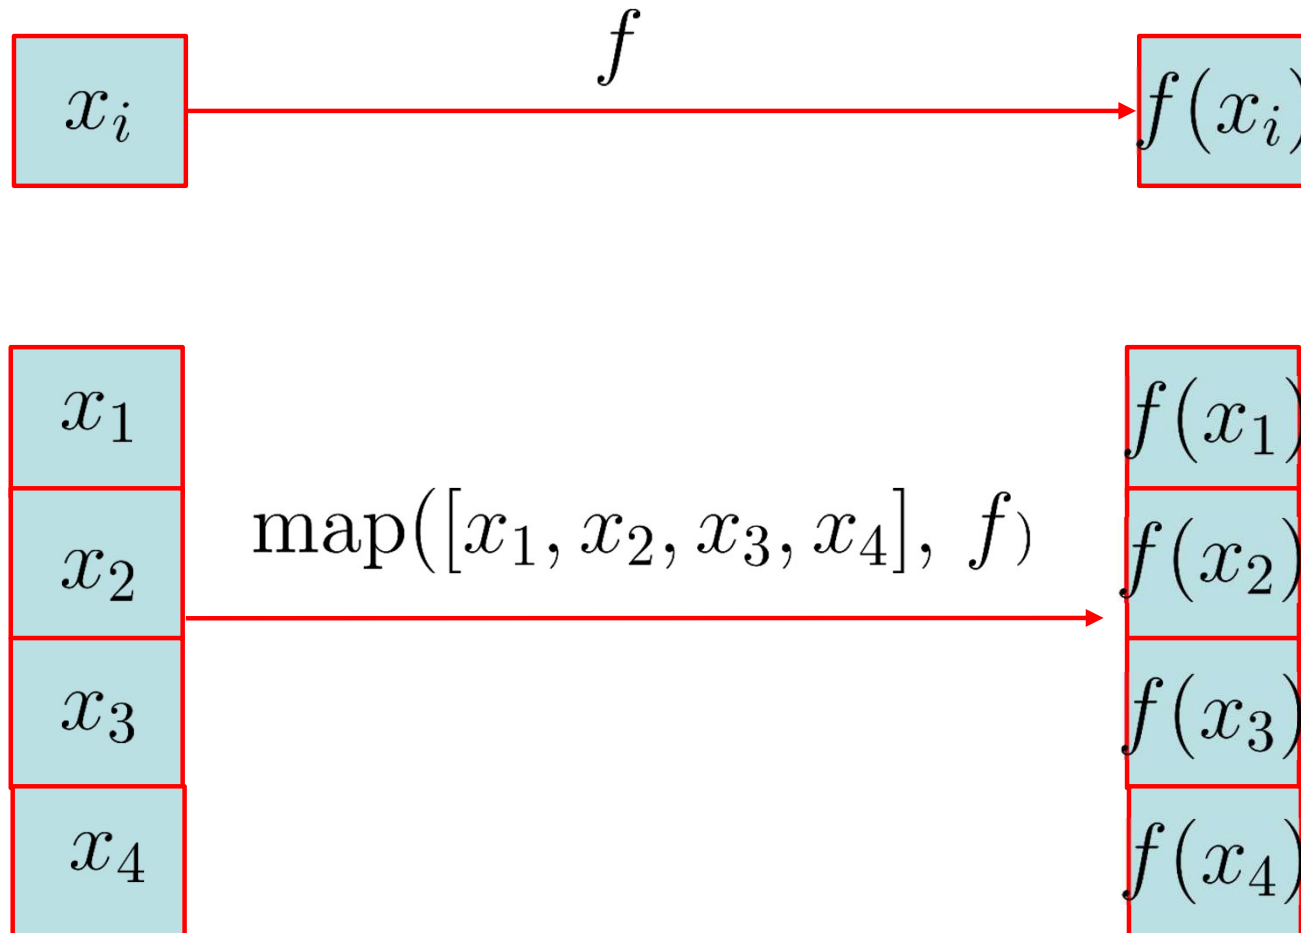 f
x_i f(x_i)
x_1 f(x_1)
map([x_1, x_2, x_3, x_4], f)
x_2 f(x_2)
x_3 f(x_3)
x_4 f(x_4)